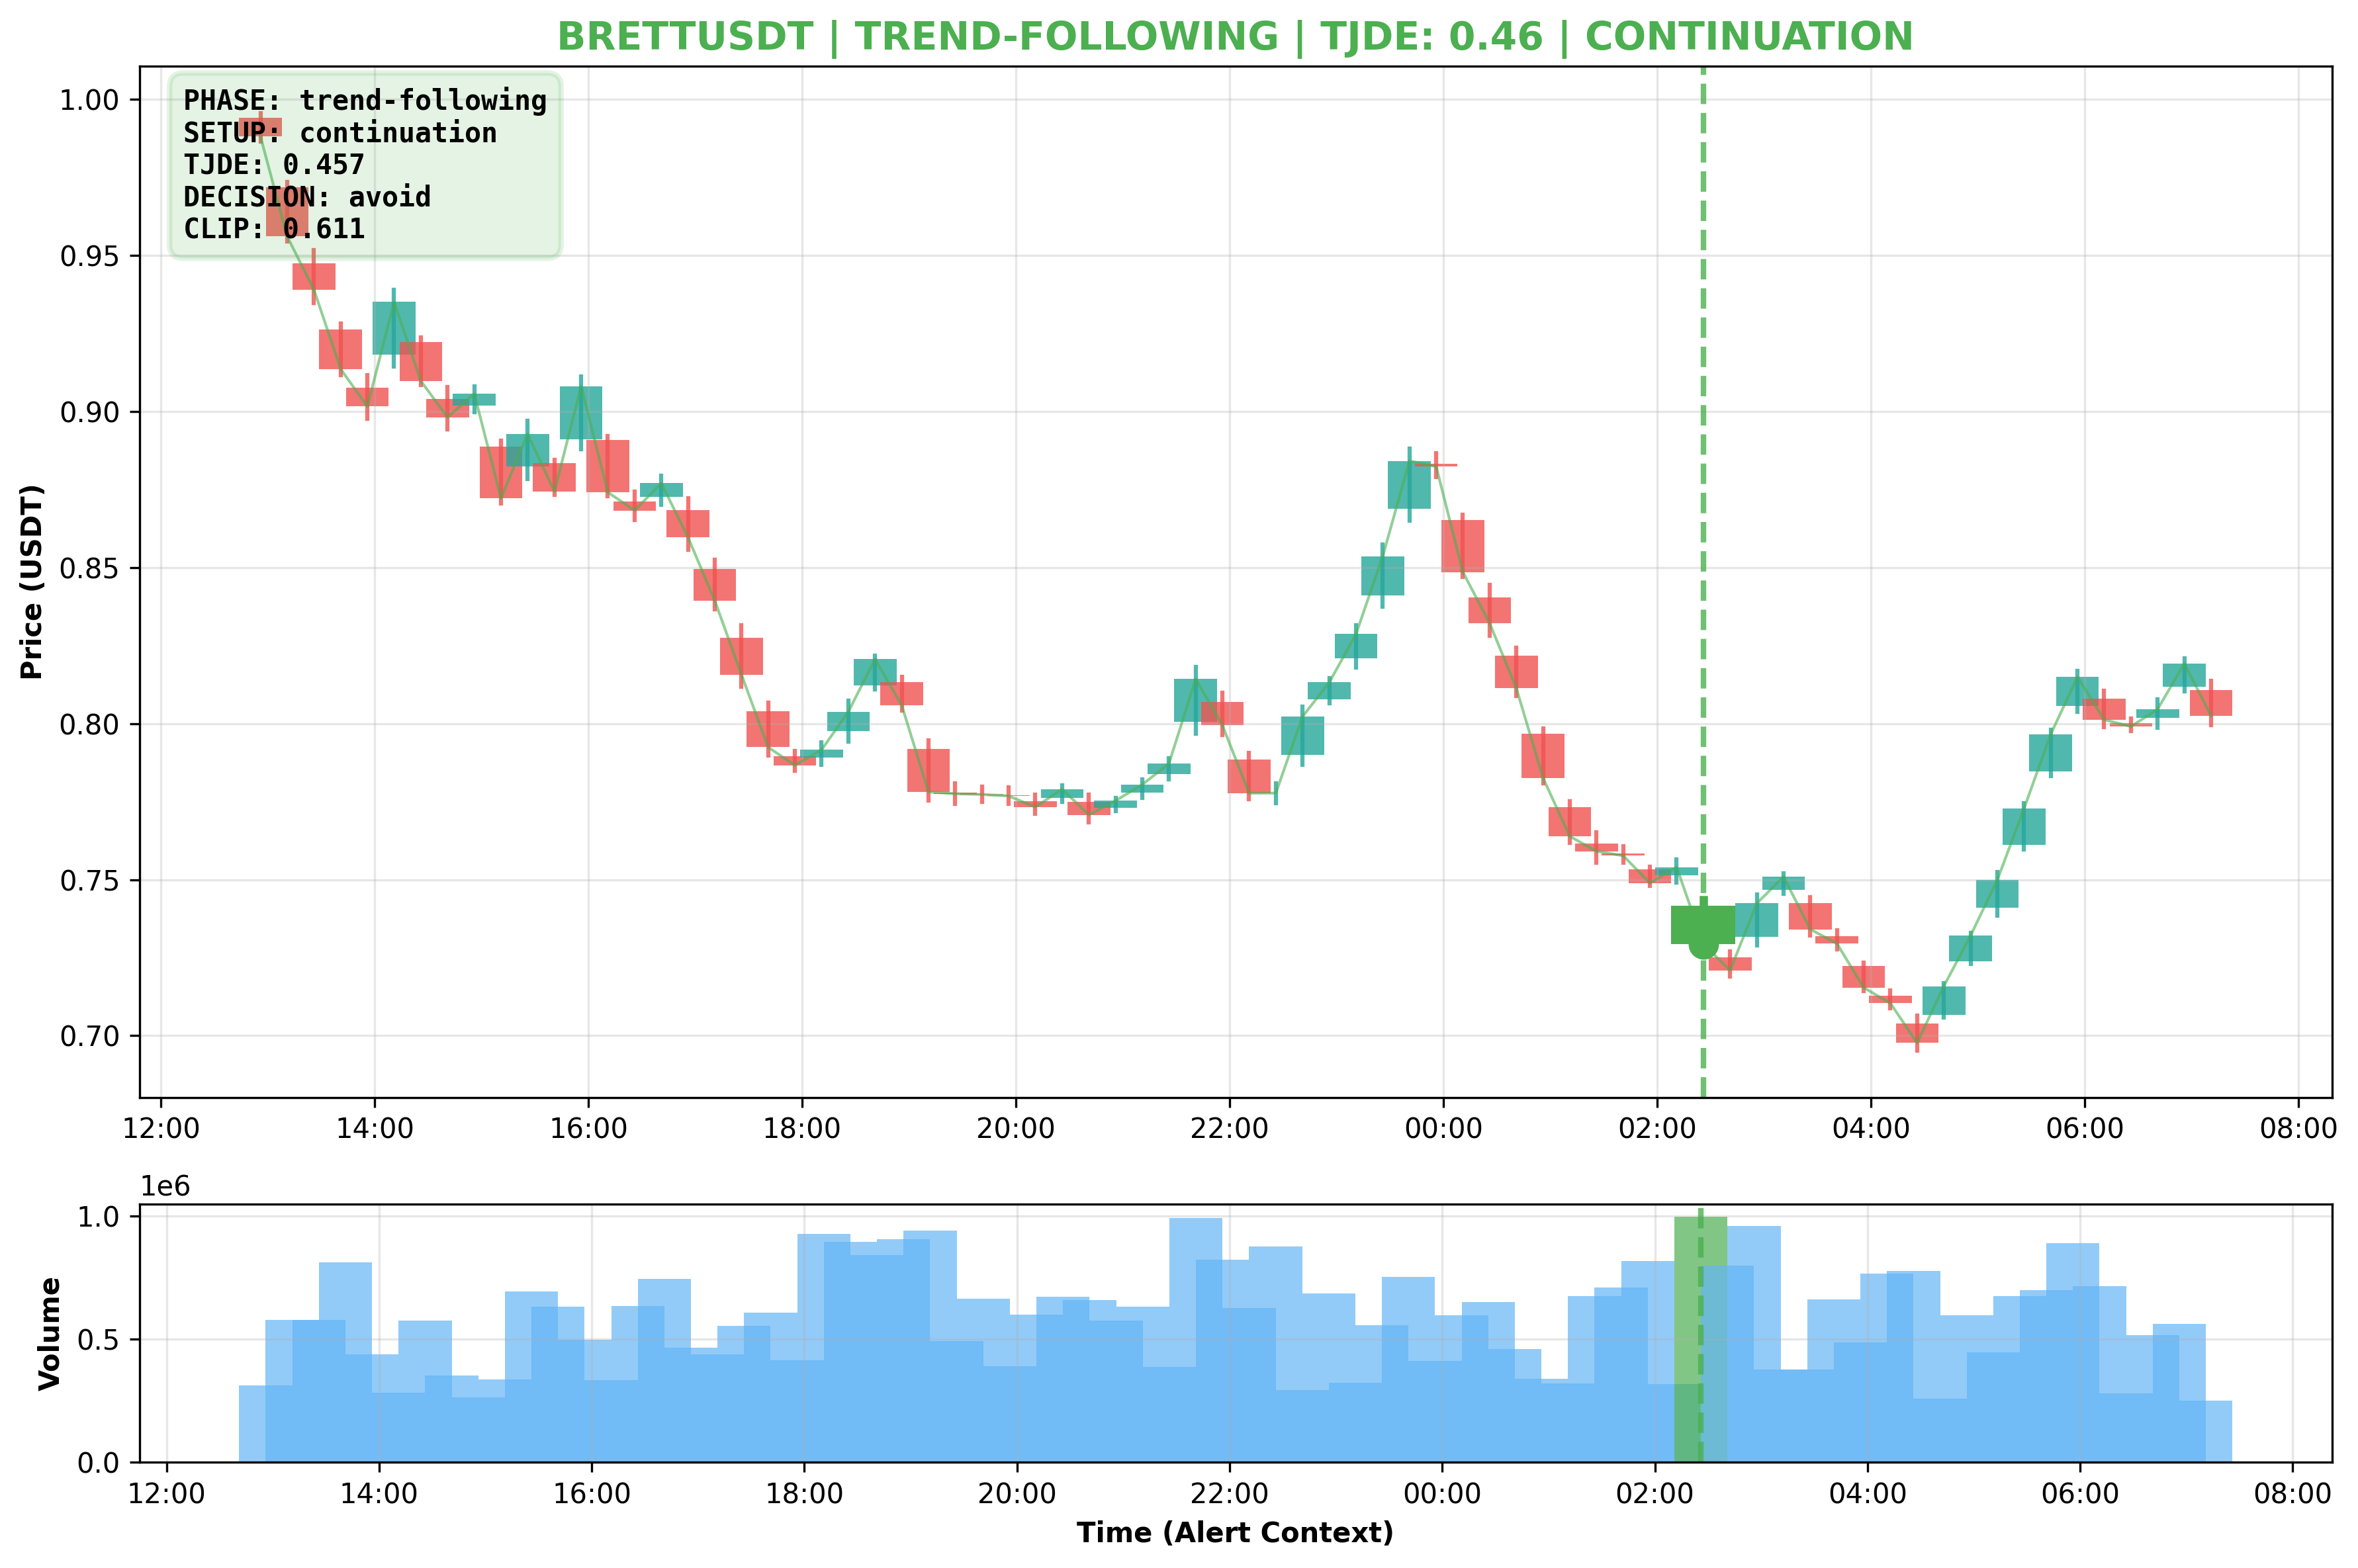 BRETTUSDT | TREND-FOLLOWING | TJDE: 0.46 | CONTINUATION
PHASE: trend-following
SETUP: continuation
TJDE: 0.457
DECISION: avoid
CLIP: 0.611
Price (USDT)
1.00
0.95
0.90
0.85
0.80
0.75
0.70
12:00 14:00 16:00 18:00 20:00 22:00 00:00 02:00 04:00 06:00 08:00
1e6
Volume
1.0
0.5
0.0
12:00 14:00 16:00 18:00 20:00 22:00 00:00 02:00 04:00 06:00 08:00
Time (Alert Context)